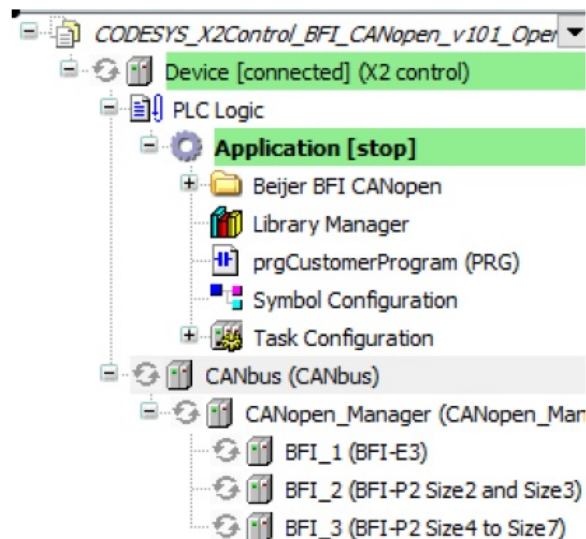 CODESYS_X2Control_BFI_CANopen_v101_Oper
Device [connected] (X2 control)
PLC Logic
Application [stop]
Beijer BFI CANopen
Library Manager
prgCustomerProgram (PRG)
Symbol Configuration
Task Configuration
CANbus (CANbus)
CANopen_Manager (CANopen_Man
BFI_1 (BFI-E3)
BFI_2 (BFI-P2 Size2 and Size3)
BFI_3 (BFI-P2 Size4 to Size7)